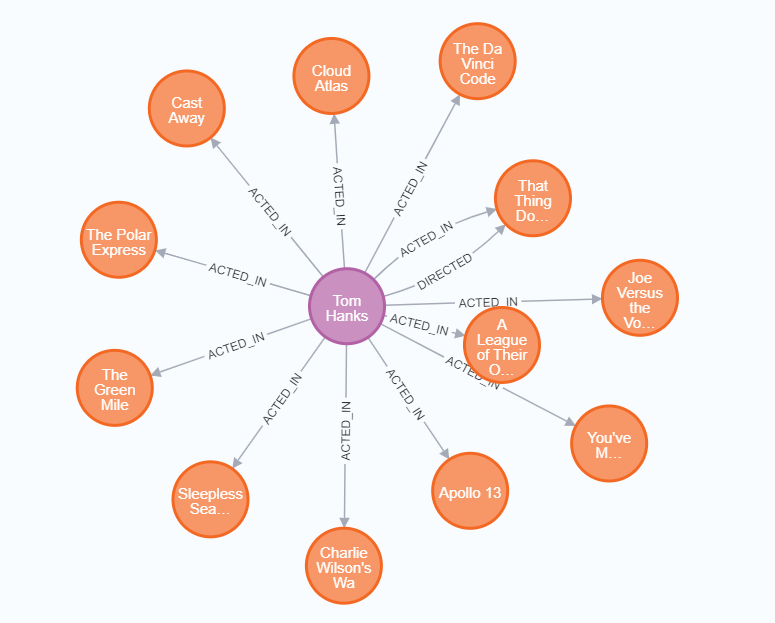 The Da
Vinci
Code
Cloud
Atlas
Cast
Away
ACTED_IN
ACTED_IN
ACTED_IN
That
Thing
Do...
The Polar
Express
ACTED_IN
ACTED_IN
DIRECTED
Tom
Hanks
Joe
Versus
the
Vo...
ACTED_IN
ACTED_IN
A
League
of Their
O...
ACTED_IN
ACTED_IN
The
Green
Mile
ACTED_IN
ACTED_IN
ACTED_IN
You've
M...
Sleepless
Sea...
Apollo 13
Charlie
Wilson's
Wa